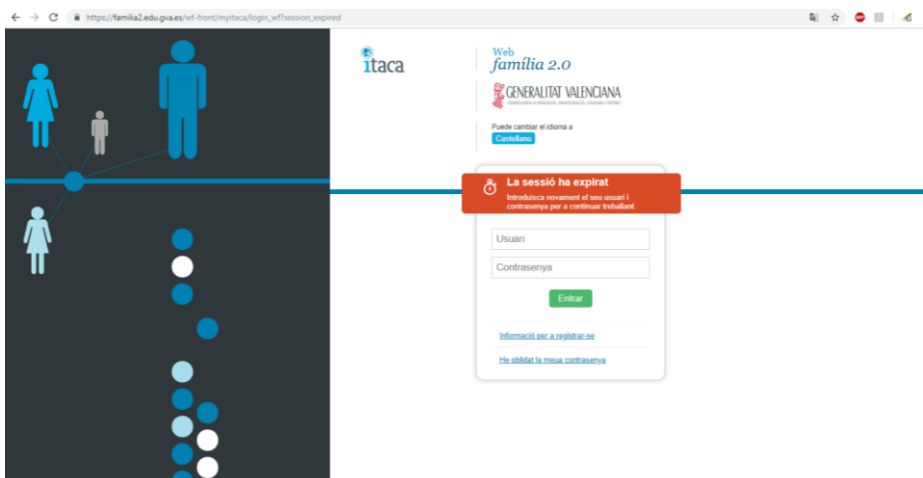 https://familia2.edu.gva.es/wf-front/myitaca/login_wf?session_expired
itaca
Web
família 2.0
GENERALITAT VALENCIANA
Puede cambiar el idioma a
Castellano
La sessió ha expirat
Introduïsca novament el seu usuari i
contrasenya per a continuar treballant.
Usuari
Contrasenya
Entrar
Informació per a registrar-se
He oblidat la meua contrasenya